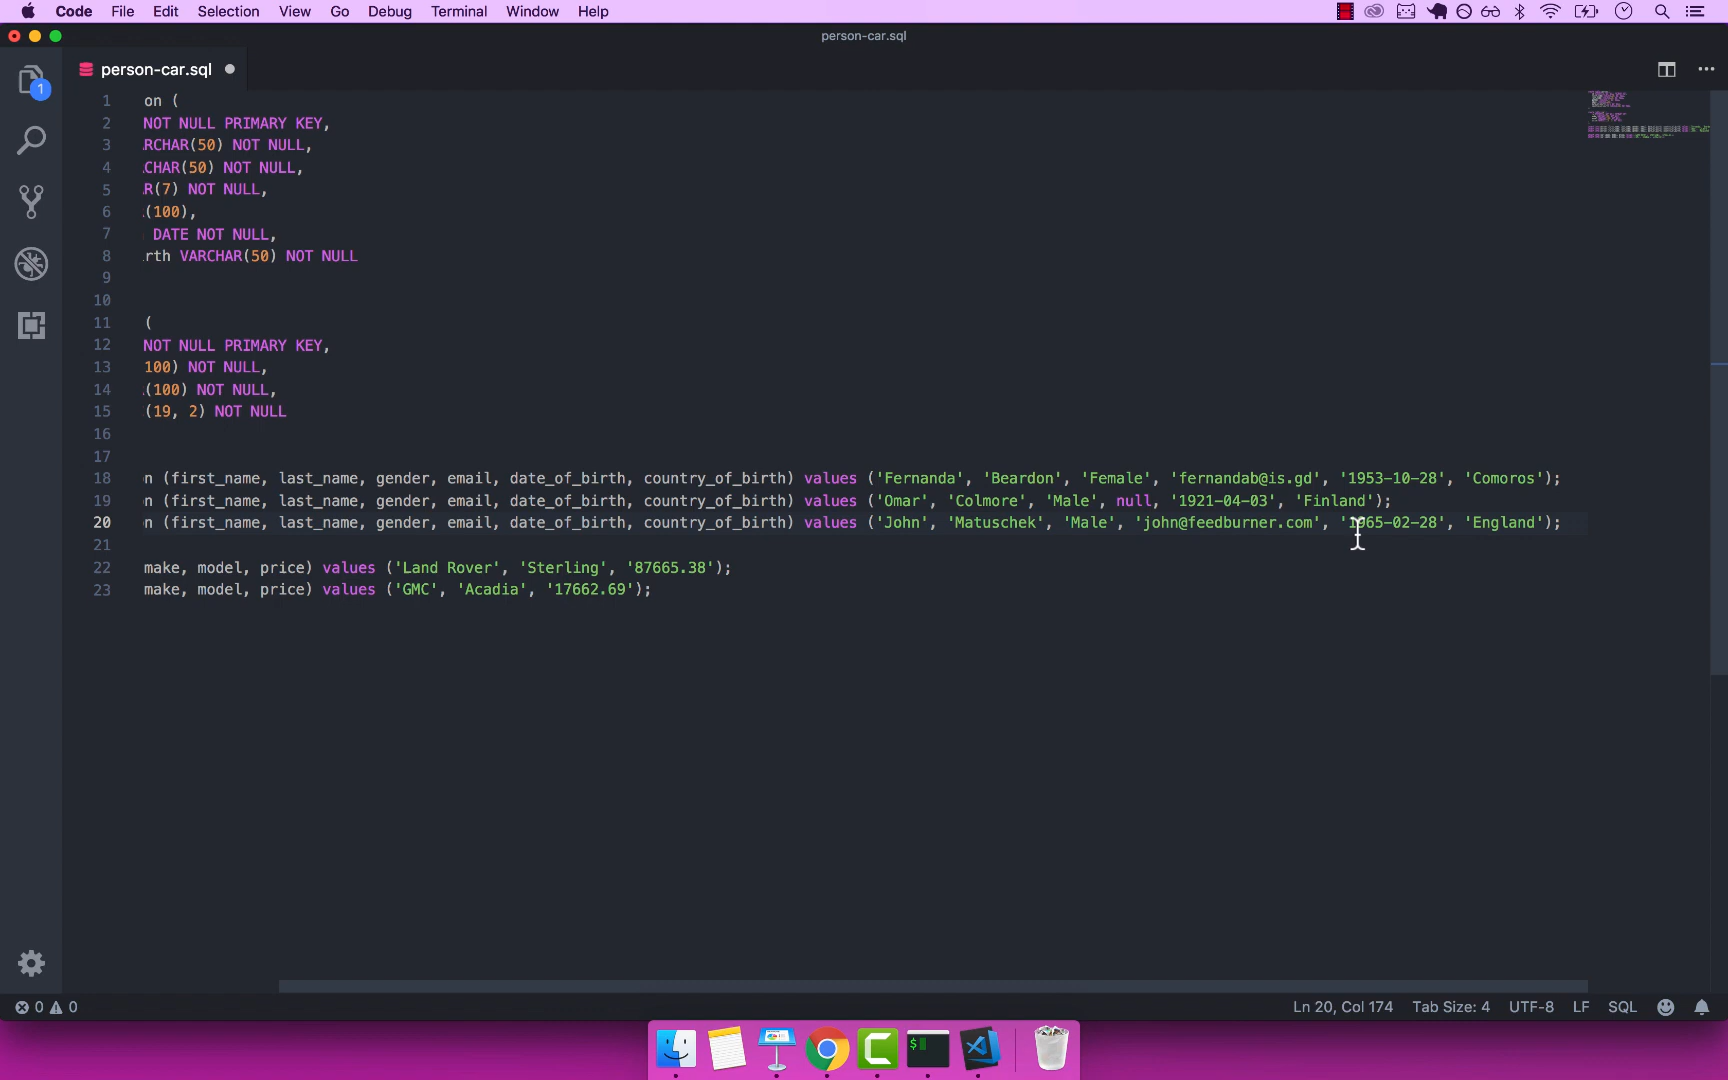 Code File Edit Selection View Go Debug Terminal Window Help
person-car.sql
person-car.sql
1
1 on (
2 NOT NULL PRIMARY KEY,
3 RCHAR(50) NOT NULL,
4 CHAR(50) NOT NULL,
5 R(7) NOT NULL,
6 (100),
7 DATE NOT NULL,
8 rth VARCHAR(50) NOT NULL
9
10
11 (
12 NOT NULL PRIMARY KEY,
13 100) NOT NULL,
14 (100) NOT NULL,
15 (19, 2) NOT NULL
16
17
18 n (first_name, last_name, gender, email, date_of_birth, country_of_birth) values ('Fernanda', 'Beardon', 'Female', 'fernandab@is.gd', '1953-10-28', 'Comoros');
19 n (first_name, last_name, gender, email, date_of_birth, country_of_birth) values ('Omar', 'Colmore', 'Male', null, '1921-04-03', 'Finland');
20 n (first_name, last_name, gender, email, date_of_birth, country_of_birth) values ('John', 'Matuschek', 'Male', 'john@feedburner.com', '1965-02-28', 'England');
21
22 make, model, price) values ('Land Rover', 'Sterling', '87665.38');
23 make, model, price) values ('GMC', 'Acadia', '17662.69');
0 0 Ln 20, Col 174 Tab Size: 4 UTF-8 LF SQL